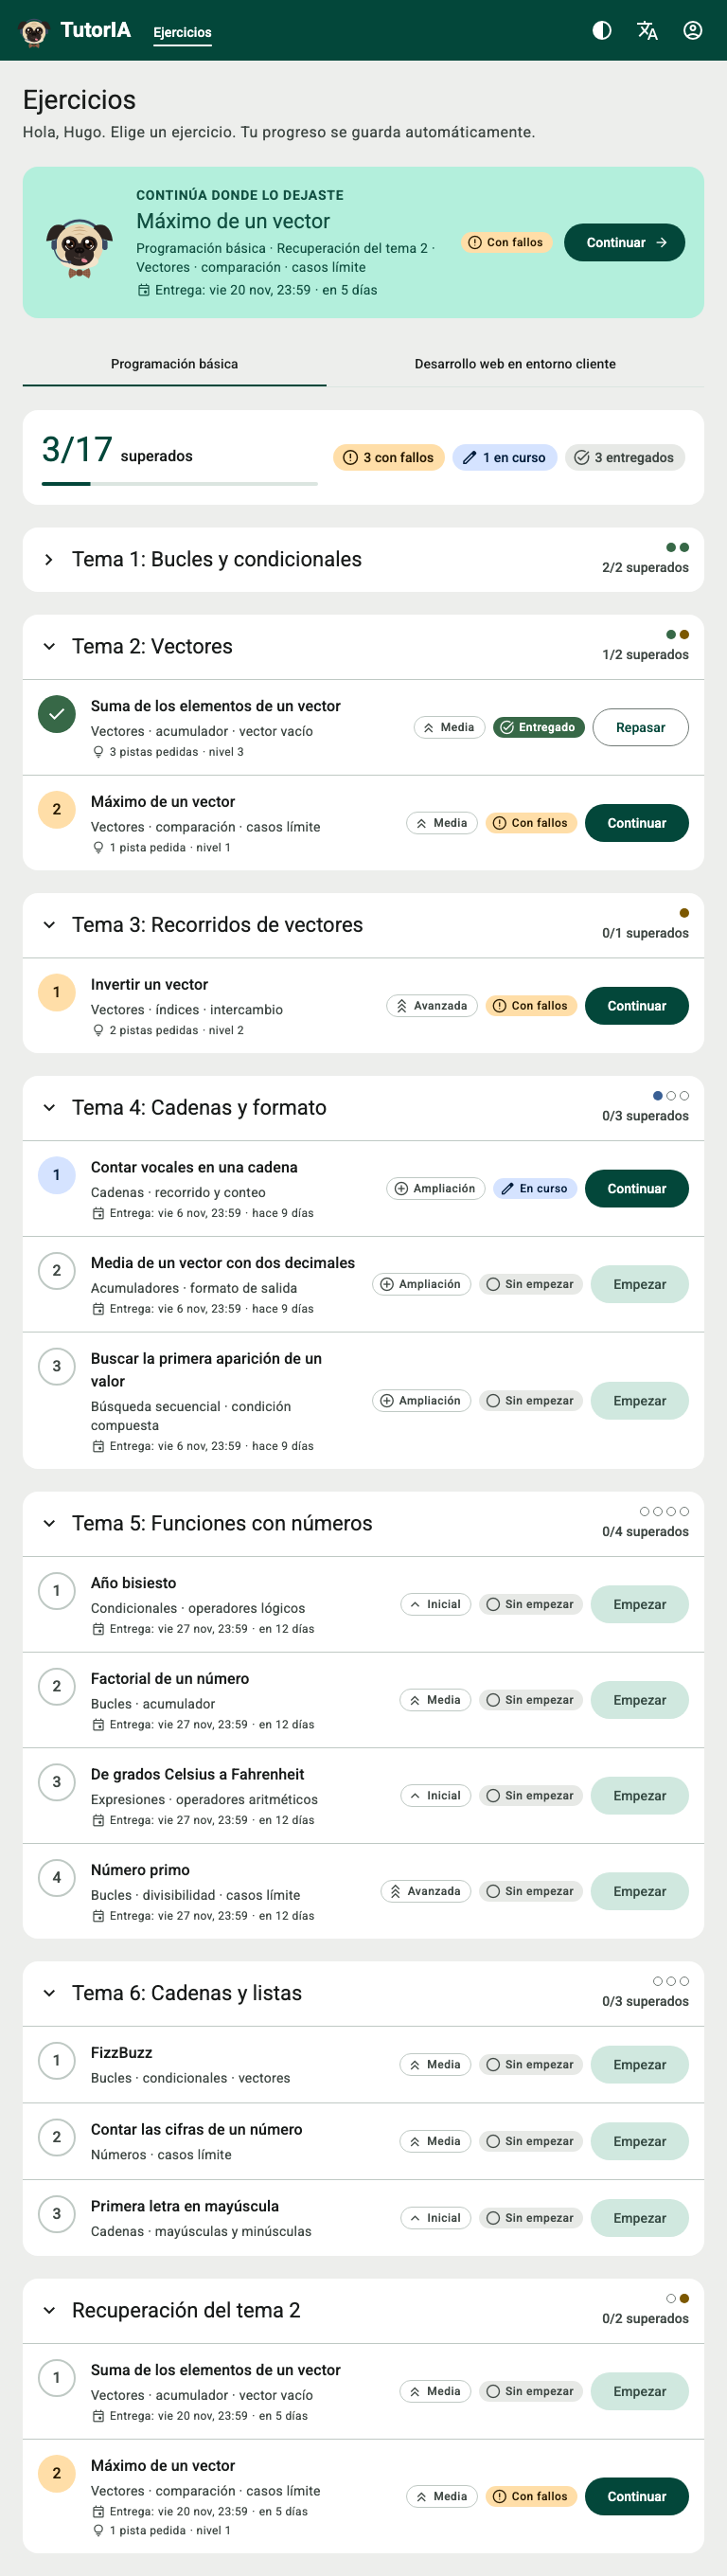 TutorIA
Ejercicios
Ejercicios
Hola, Hugo. Elige un ejercicio. Tu progreso se guarda automáticamente.
CONTINÚA DONDE LO DEJASTE
Máximo de un vector
Programación básica · Recuperación del tema 2 ·
Vectores · comparación · casos límite
Entrega: vie 20 nov, 23:59 · en 5 días
Con fallos
Continuar
Programación básica
Desarrollo web en entorno cliente
3/17 superados
3 con fallos
1 en curso
3 entregados
Tema 1: Bucles y condicionales
2/2 superados
Tema 2: Vectores
1/2 superados
Suma de los elementos de un vector
Vectores · acumulador · vector vacío
3 pistas pedidas · nivel 3
Media
Entregado
Repasar
2
Máximo de un vector
Vectores · comparación · casos límite
1 pista pedida · nivel 1
Media
Con fallos
Continuar
Tema 3: Recorridos de vectores
0/1 superados
1
Invertir un vector
Vectores · índices · intercambio
2 pistas pedidas · nivel 2
Avanzada
Con fallos
Continuar
Tema 4: Cadenas y formato
0/3 superados
1
Contar vocales en una cadena
Cadenas · recorrido y conteo
Entrega: vie 6 nov, 23:59 · hace 9 días
Ampliación
En curso
Continuar
2
Media de un vector con dos decimales
Acumuladores · formato de salida
Entrega: vie 6 nov, 23:59 · hace 9 días
Ampliación
Sin empezar
Empezar
3
Buscar la primera aparición de un
valor
Búsqueda secuencial · condición
compuesta
Entrega: vie 6 nov, 23:59 · hace 9 días
Ampliación
Sin empezar
Empezar
Tema 5: Funciones con números
0/4 superados
1
Año bisiesto
Condicionales · operadores lógicos
Entrega: vie 27 nov, 23:59 · en 12 días
Inicial
Sin empezar
Empezar
2
Factorial de un número
Bucles · acumulador
Entrega: vie 27 nov, 23:59 · en 12 días
Media
Sin empezar
Empezar
3
De grados Celsius a Fahrenheit
Expresiones · operadores aritméticos
Entrega: vie 27 nov, 23:59 · en 12 días
Inicial
Sin empezar
Empezar
4
Número primo
Bucles · divisibilidad · casos límite
Entrega: vie 27 nov, 23:59 · en 12 días
Avanzada
Sin empezar
Empezar
Tema 6: Cadenas y listas
0/3 superados
1
FizzBuzz
Bucles · condicionales · vectores
Media
Sin empezar
Empezar
2
Contar las cifras de un número
Números · casos límite
Media
Sin empezar
Empezar
3
Primera letra en mayúscula
Cadenas · mayúsculas y minúsculas
Inicial
Sin empezar
Empezar
Recuperación del tema 2
0/2 superados
1
Suma de los elementos de un vector
Vectores · acumulador · vector vacío
Entrega: vie 20 nov, 23:59 · en 5 días
Media
Sin empezar
Empezar
2
Máximo de un vector
Vectores · comparación · casos límite
Entrega: vie 20 nov, 23:59 · en 5 días
1 pista pedida · nivel 1
Media
Con fallos
Continuar